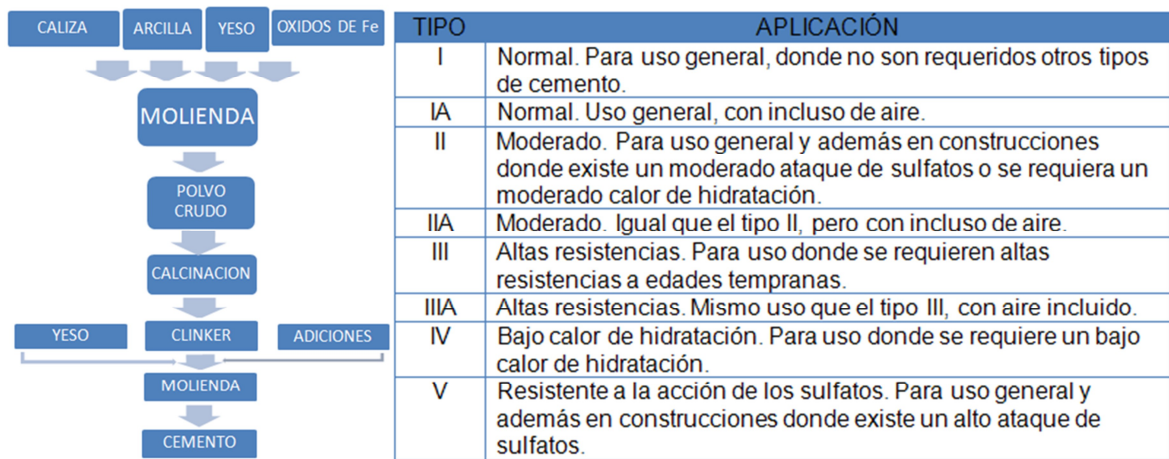 CALIZA
ARCILLA
YESO
OXIDOS DE Fe
MOLIENDA
POLVO
CRUDO
CALCINACION
YESO
CLINKER
ADICIONES
MOLIENDA
CEMENTO
TIPO APLICACIÓN
I Normal. Para uso general, donde no son requeridos otros tipos
de cemento.
IA Normal. Uso general, con incluso de aire.
II Moderado. Para uso general y además en construcciones
donde existe un moderado ataque de sulfatos o se requiera un
moderado calor de hidratación.
IIA Moderado. Igual que el tipo II, pero con incluso de aire.
III Altas resistencias. Para uso donde se requieren altas
resistencias a edades tempranas.
IIIA Altas resistencias. Mismo uso que el tipo III, con aire incluido.
IV Bajo calor de hidratación. Para uso donde se requiere un bajo
calor de hidratación.
V Resistente a la acción de los sulfatos. Para uso general y
además en construcciones donde existe un alto ataque de
sulfatos.